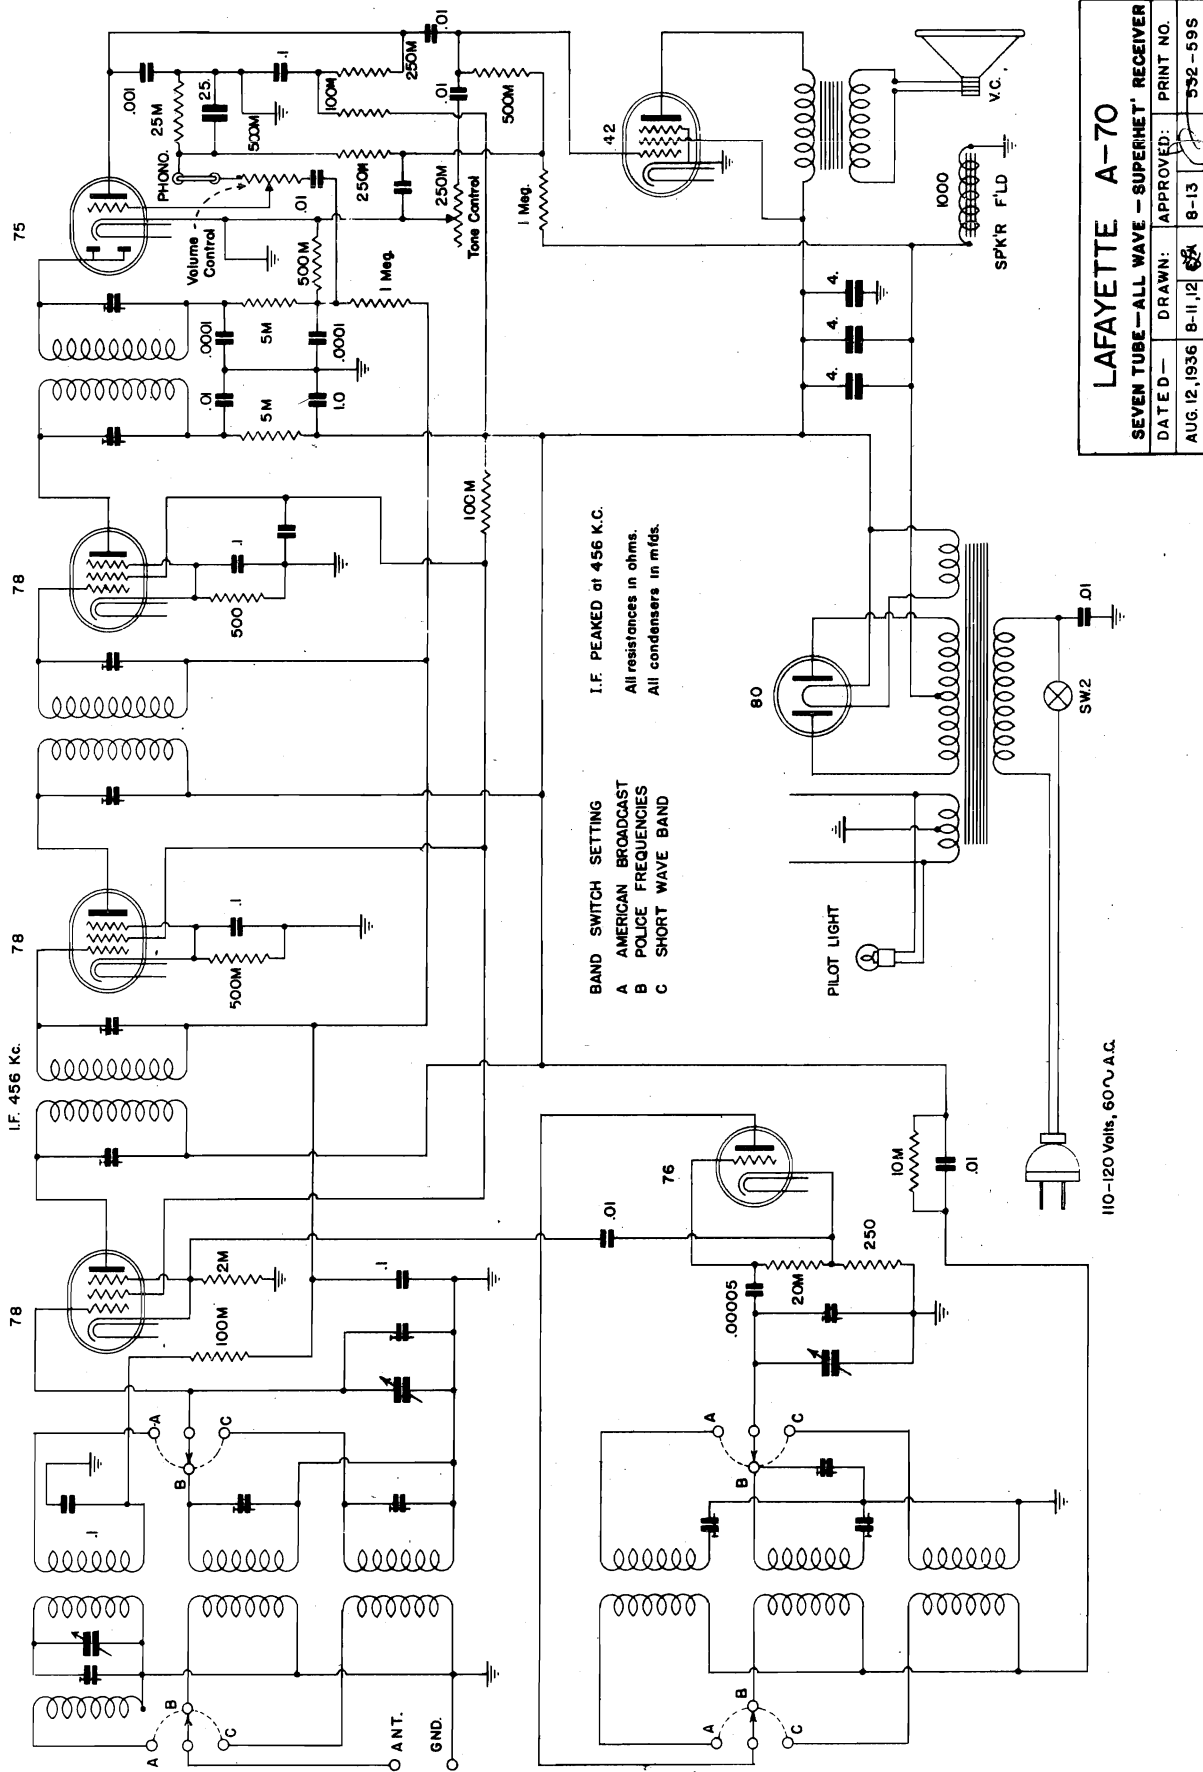 I.F. 456 Kc.
78
78
78
75
.1
A
B
C
A
B
C
ANT.
GND.
100M
2M
.1
500M
.1
500
.1
.01
5M
1.0
.0001
5M
.0001
500M
1 Meg.
Volume
Control
PHONO.
.001
25M
25.
500M
.1
100M
250M
.01
.01
250M
.01
500M
250M
Tone Control
1 Meg.
100M
42
V.C.
1000
SP'K'R F'LD
4.
4.
4.
BAND SWITCH SETTING
A AMERICAN BROADCAST
B POLICE FREQUENCIES
C SHORT WAVE BAND
I.F. PEAKED at 456 K.C.
All resistances in ohms.
All condensers in mfds.
80
PILOT LIGHT
SW.2
.01
110-120 Volts, 60∿ A.C.
76
.01
.00005
20M
250
10M
.01
A
B
C
A
B
C
LAFAYETTE A-70
SEVEN TUBE—ALL WAVE-SUPERHET' RECEIVER
DATED— DRAWN: APPROVED: PRINT NO.
AUG. 12, 1936 8-11, 12 8-13 532-59S